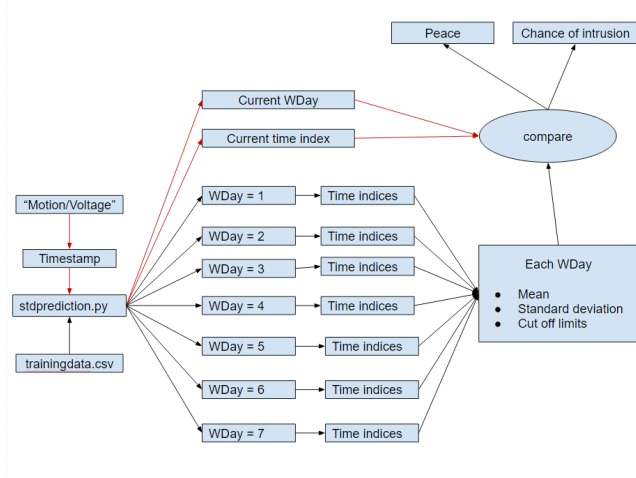 Peace
Chance of intrusion
Current WDay
Current time index
compare
"Motion/Voltage"
Timestamp
stdprediction.py
trainingdata.csv
WDay = 1
Time indices
WDay = 2
Time indices
WDay = 3
Time indices
WDay = 4
Time indices
WDay = 5
Time indices
WDay = 6
Time indices
WDay = 7
Time indices
Each WDay
● Mean
● Standard deviation
● Cut off limits